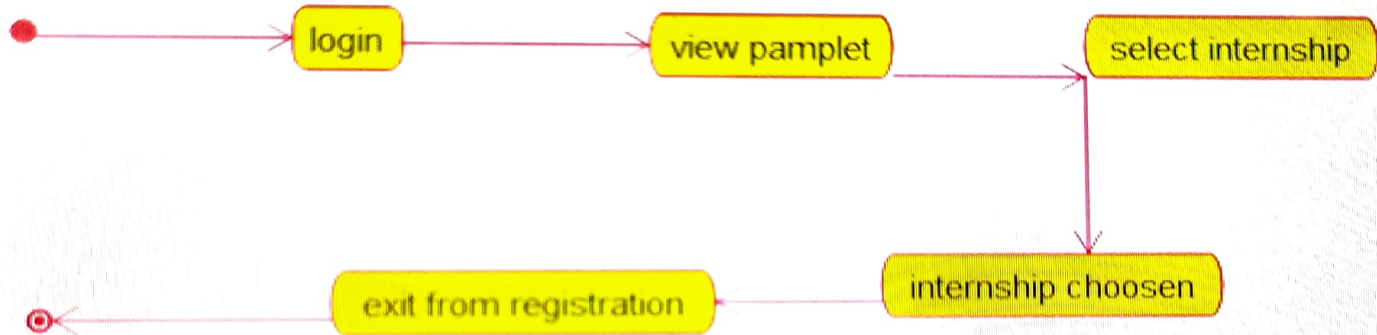 login
view pamplet
select internship
internship choosen
exit from registration